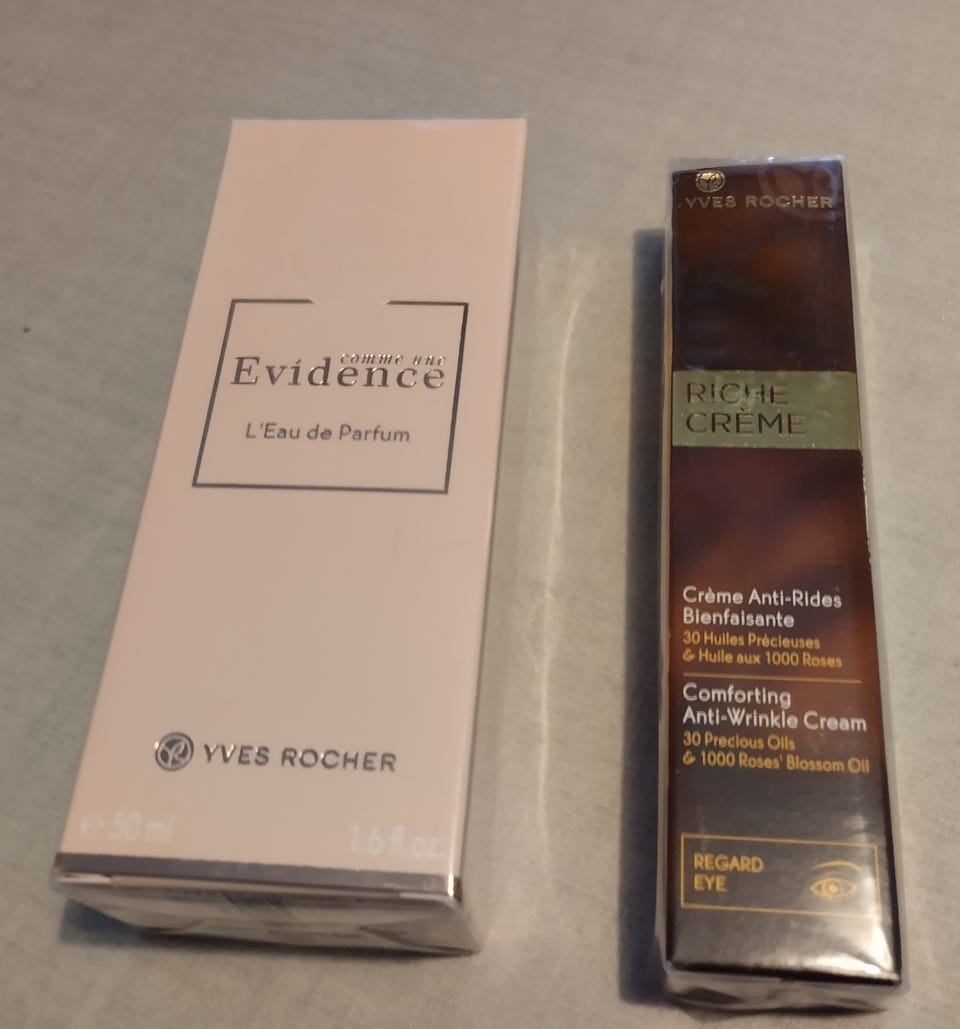 comme une
Evidence
L'Eau de Parfum
YVES ROCHER
℮ 50 ml
1.6 fl.oz.
YVES ROCHER
RICHE
CRÈME
Crème Anti-Rides
Bienfaisante
30 Huiles Précieuses
& Huile aux 1000 Roses
Comforting
Anti-Wrinkle Cream
30 Precious Oils
& 1000 Roses' Blossom Oil
REGARD
EYE